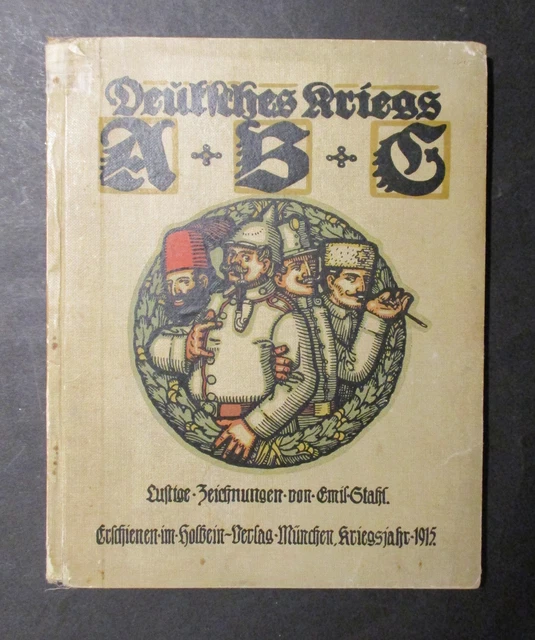 Deutsches Kriegs
A + B + C
Lustige · Zeichnungen · von · Emil · Stahl.
Erschienen · im · Holbein-Verlag · München, Kriegsjahr · 1915